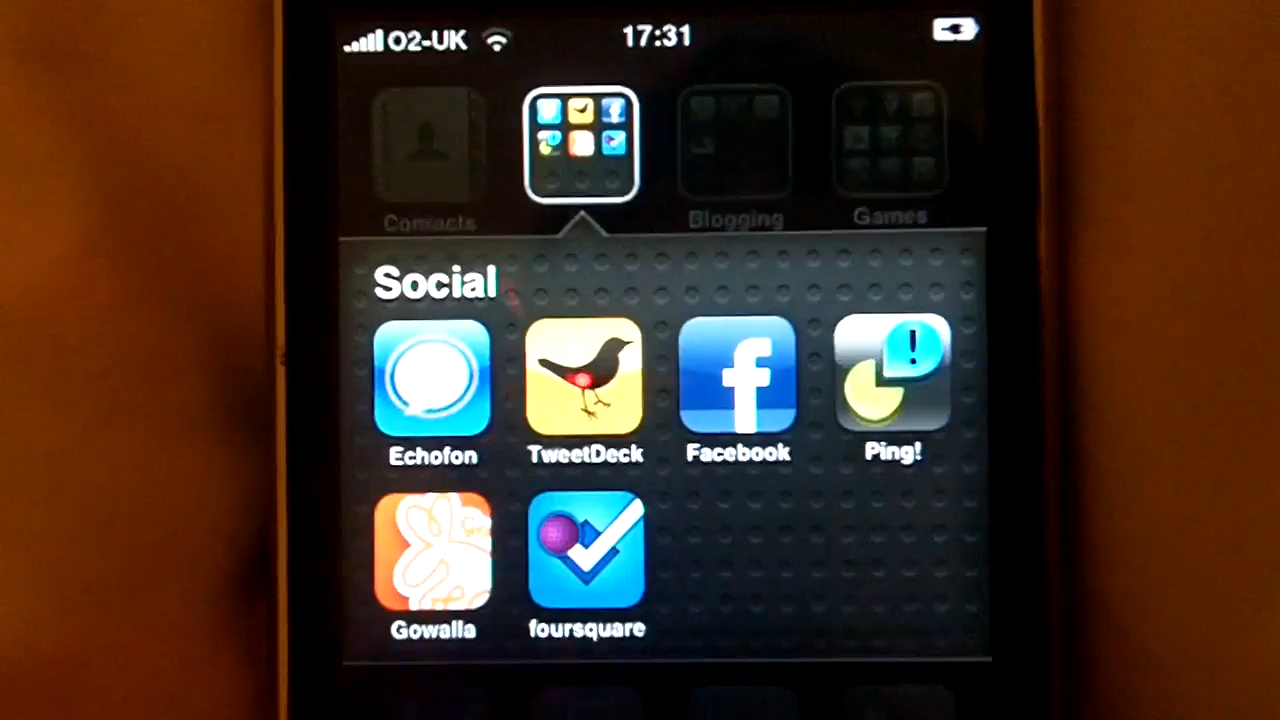 O2-UK 17:31
Contacts Blogging Games
Social
Echofon TweetDeck Facebook Ping!
Gowalla foursquare